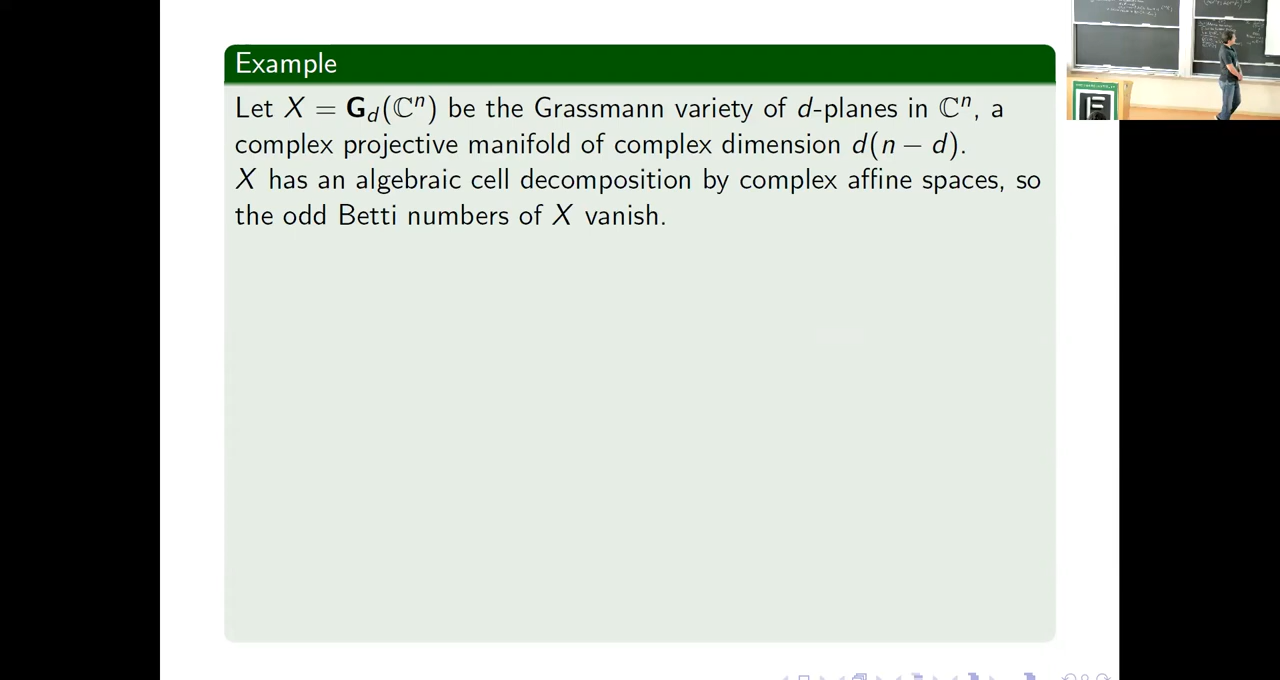 Example
Let X = G_d(ℂ^n) be the Grassmann variety of d-planes in ℂ^n, a
complex projective manifold of complex dimension d(n − d).
X has an algebraic cell decomposition by complex affine spaces, so
the odd Betti numbers of X vanish.